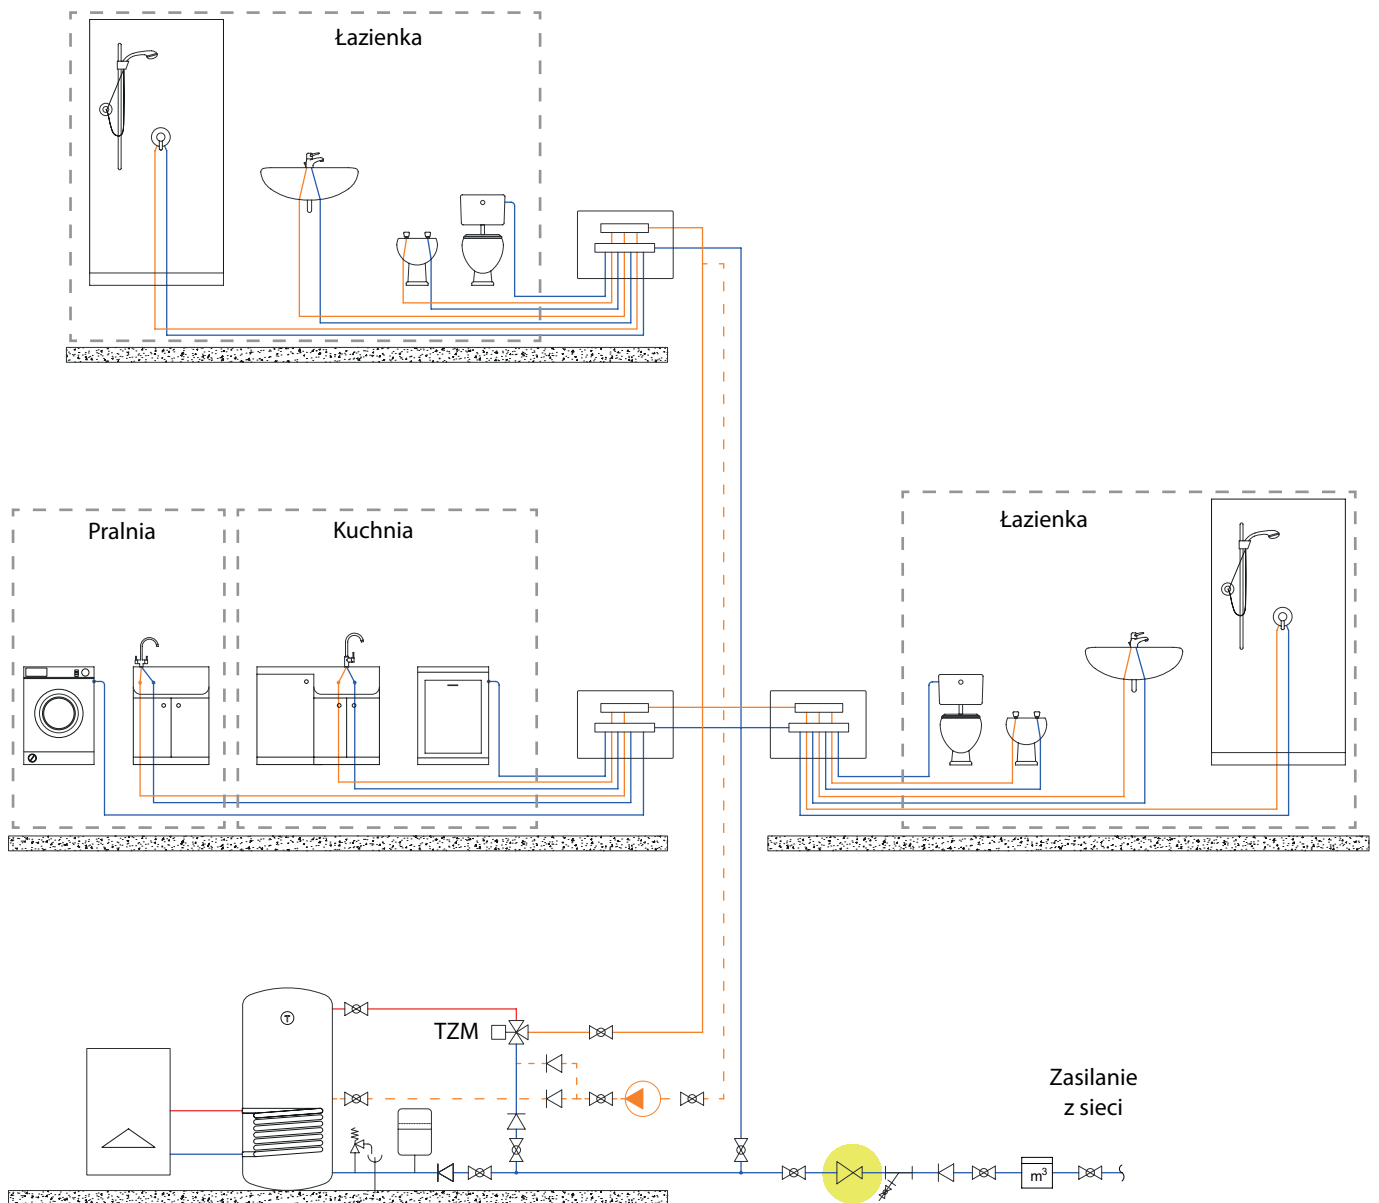 Łazienka
Pralnia
Kuchnia
Łazienka
T
TZM
Zasilanie
z sieci
m³